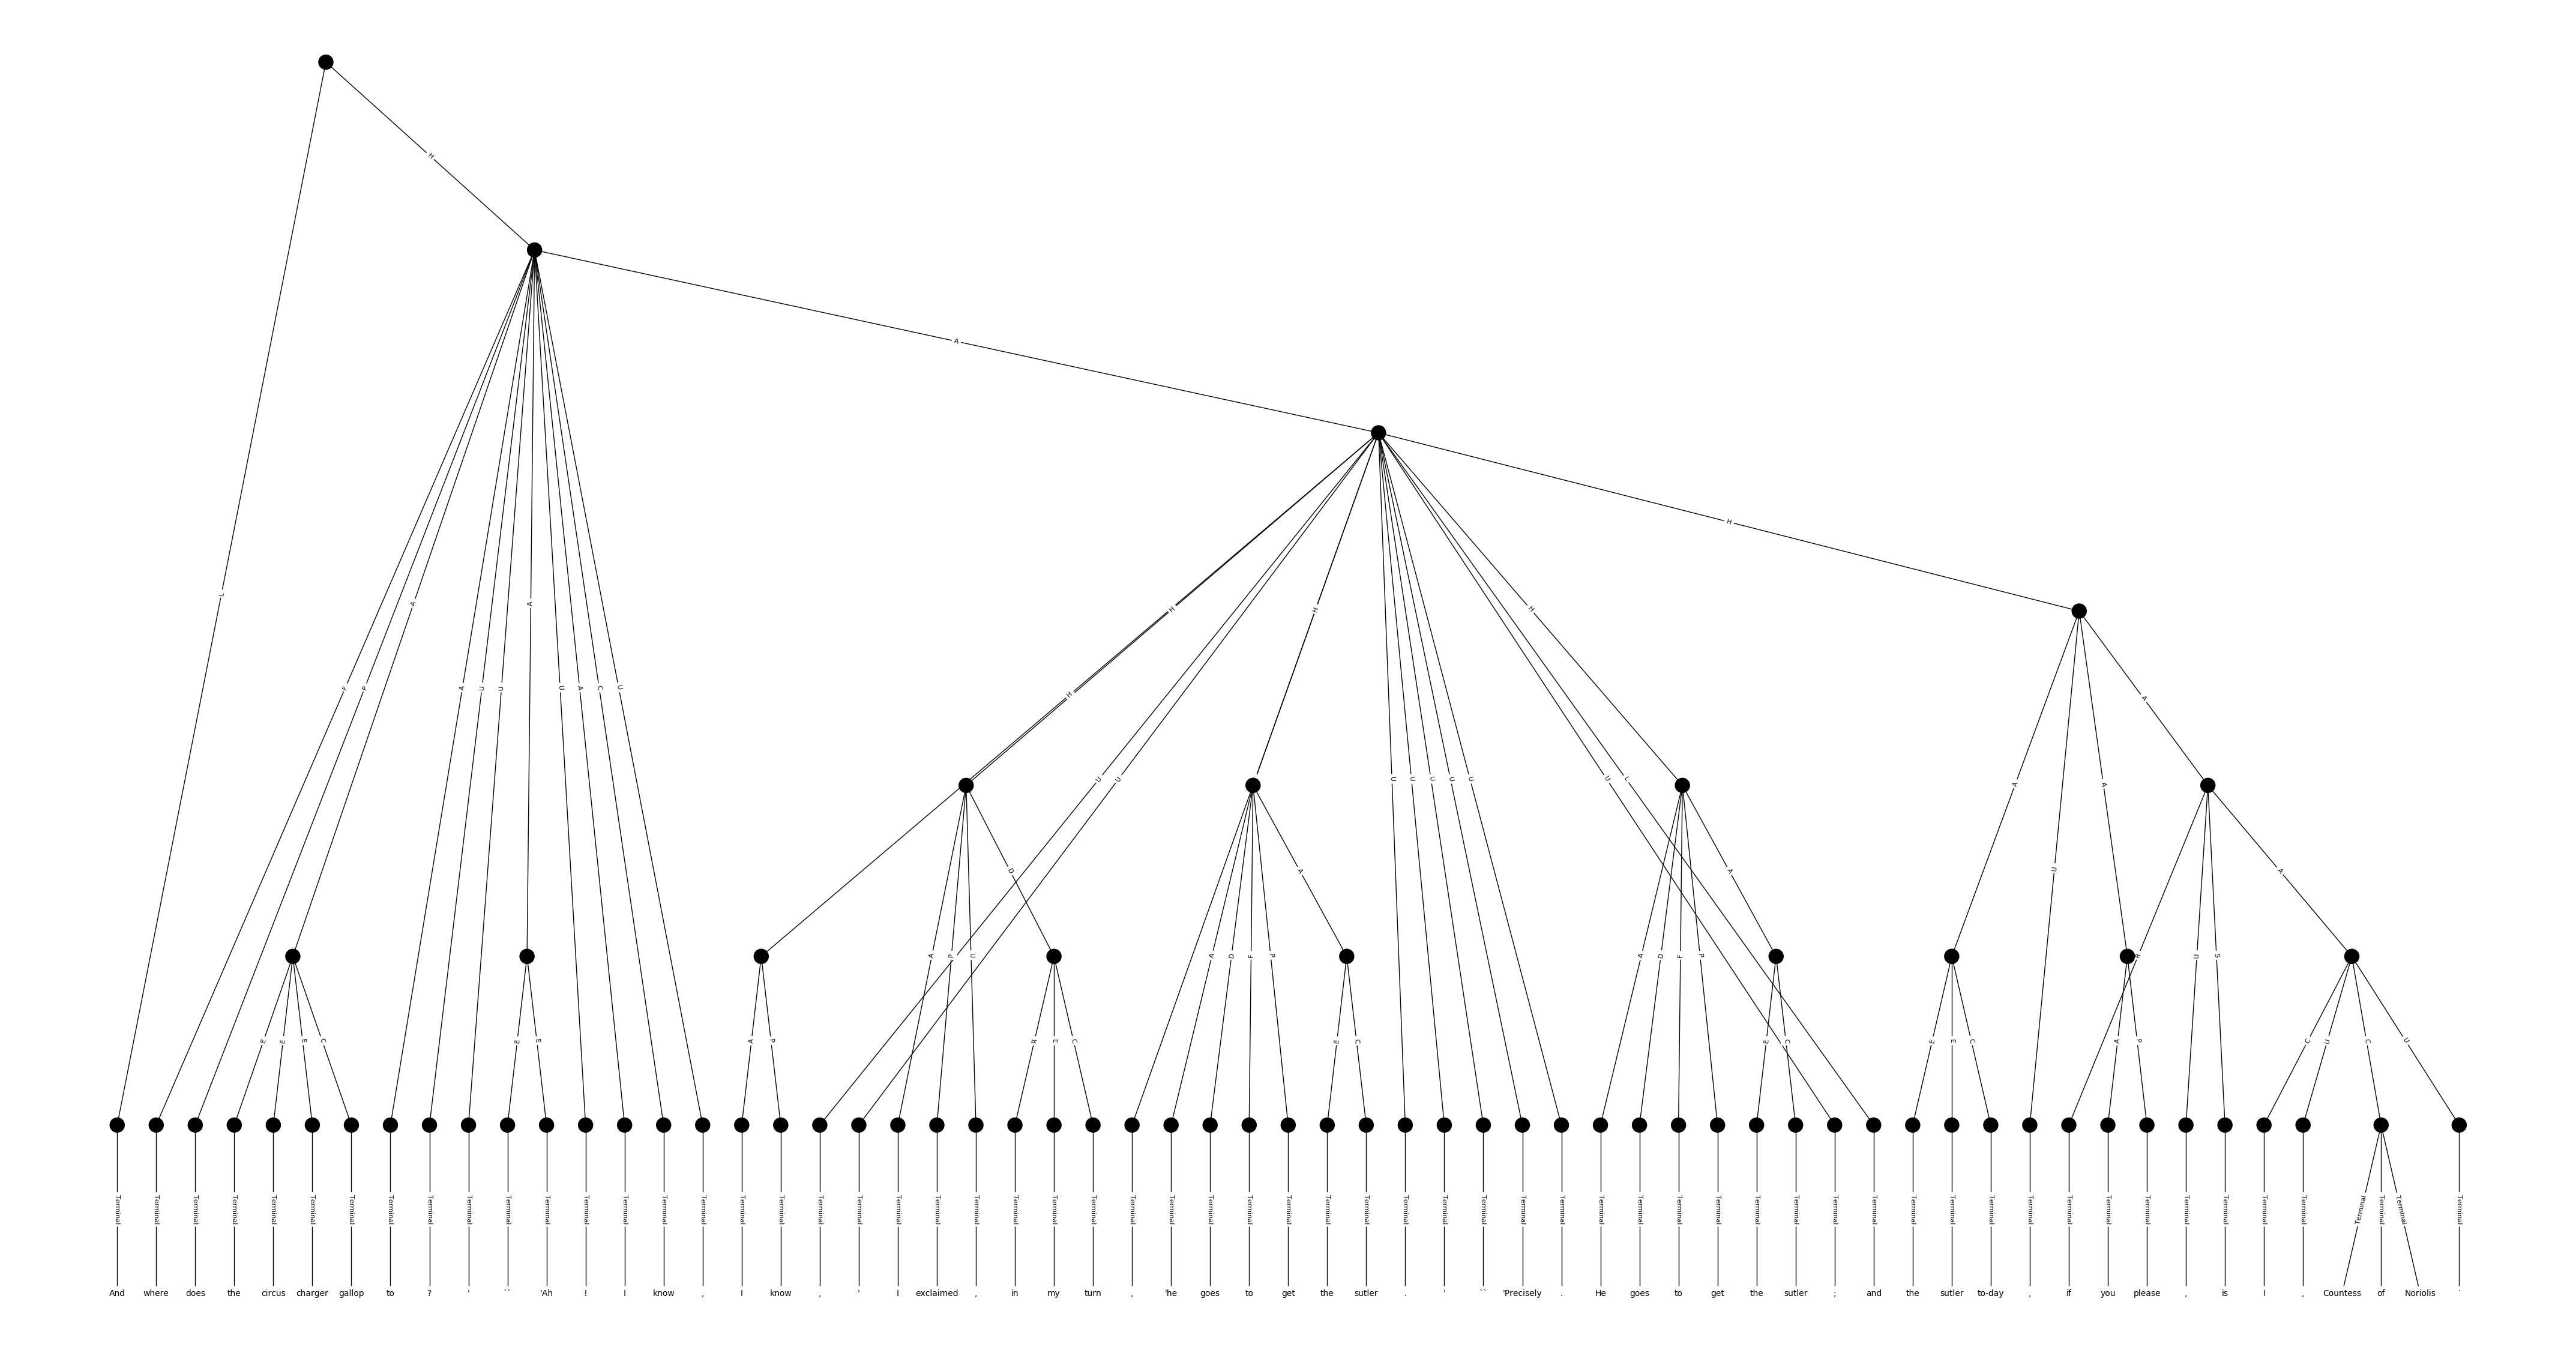 L H
A
F P A A U U A U A C U
H H H H H
U U U U U U U U L
A U A A
D A A A
A P U A D F P A D F P R U S
E E E C E E A P R E C E C E C E E C A P C U C U
Terminal Terminal Terminal Terminal Terminal Terminal Terminal Terminal Terminal Terminal Terminal Terminal Terminal Terminal Terminal Terminal Terminal Terminal Terminal Terminal Terminal Terminal Terminal Terminal Terminal Terminal Terminal Terminal Terminal Terminal Terminal Terminal Terminal Terminal Terminal Terminal Terminal Terminal Terminal Terminal Terminal Terminal Terminal Terminal Terminal Terminal Terminal Terminal Terminal Terminal Terminal Terminal Terminal Terminal Terminal Terminal Terminal Terminal Terminal Terminal Terminal
And where does the circus charger gallop to ? ' `` 'Ah ! I know , I know , ' I exclaimed , in my turn , 'he goes to get the sutler . ' `` 'Precisely . He goes to get the sutler ; and the sutler to-day , if you please , is I , Countess of Noriolis '